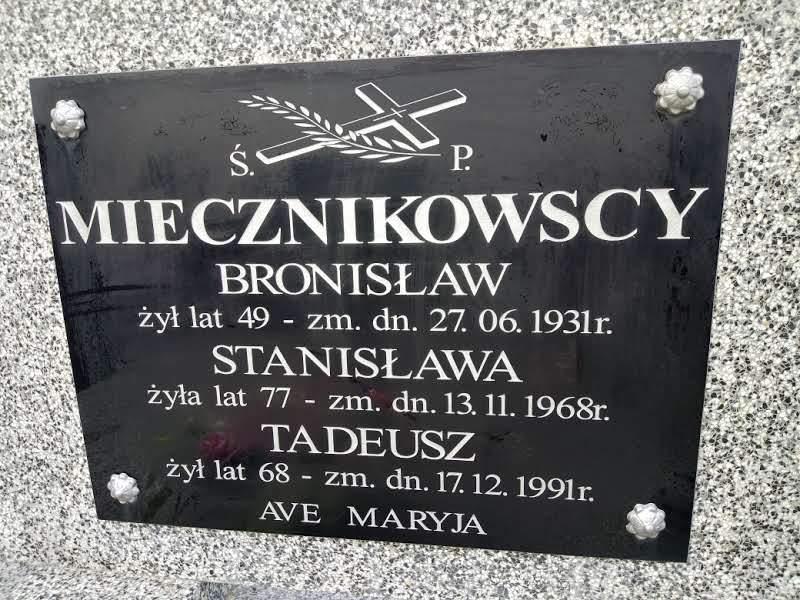 Ś. P.
MIECZNIKOWSCY
BRONISŁAW
żył lat 49 - zm. dn. 27. 06. 1931r.
STANISŁAWA
żyła lat 77 - zm. dn. 13. 11. 1968r.
TADEUSZ
żył lat 68 - zm. dn. 17. 12. 1991r.
AVE MARYJA